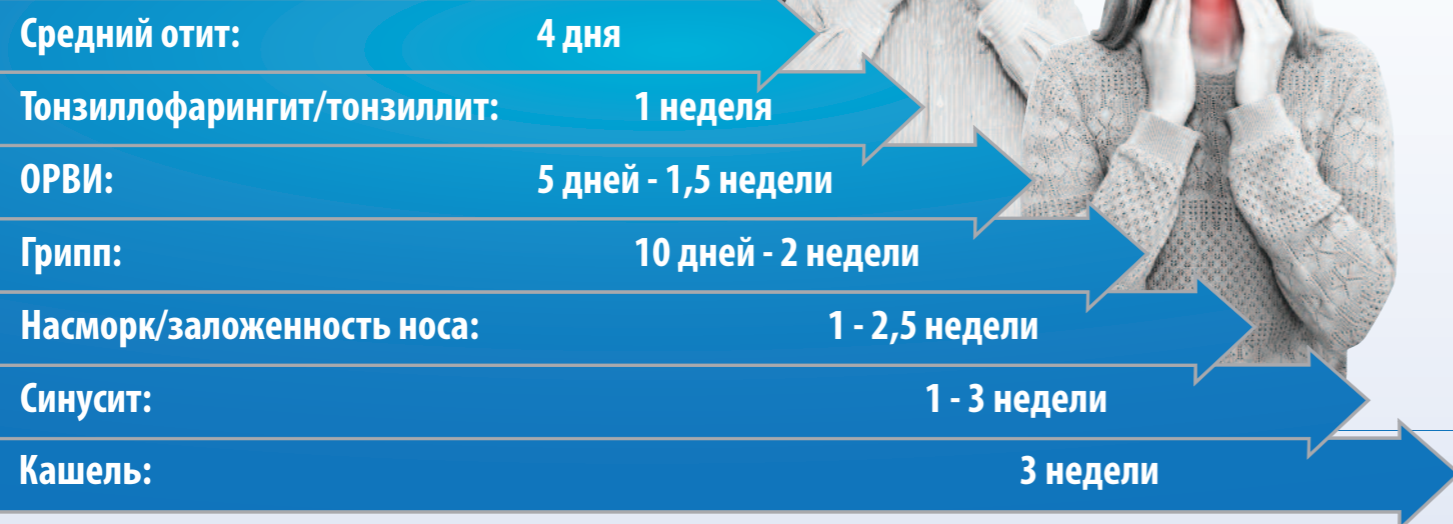 Средний отит: 4 дня
Тонзиллофарингит/тонзиллит: 1 неделя
ОРВИ: 5 дней - 1,5 недели
Грипп: 10 дней - 2 недели
Насморк/заложенность носа: 1 - 2,5 недели
Синусит: 1 - 3 недели
Кашель: 3 недели